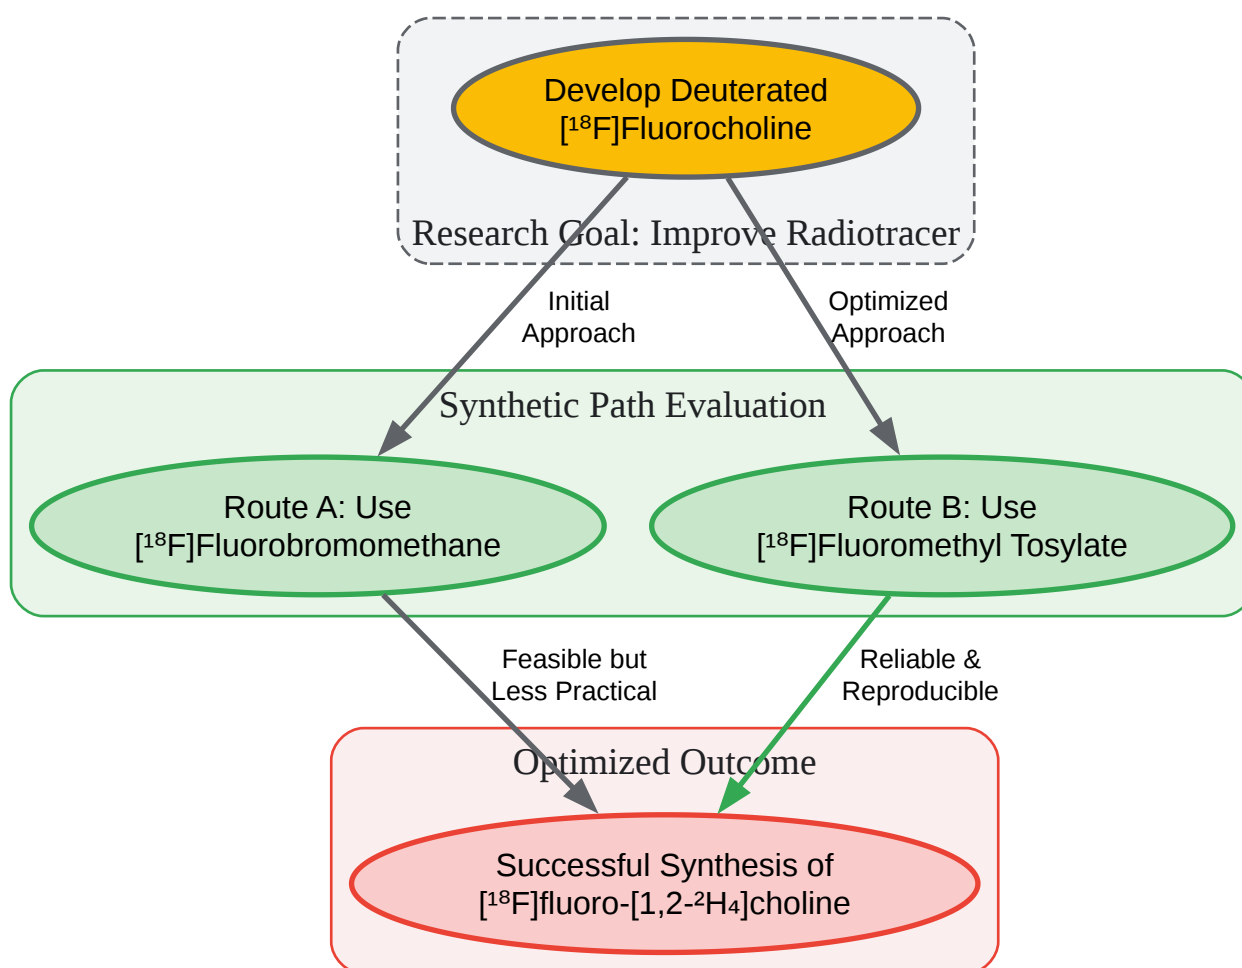 Develop Deuterated
[¹⁸F]Fluorocholine
Research Goal: Improve Radiotracer
Initial
Approach
Optimized
Approach
Synthetic Path Evaluation
Route A: Use
[¹⁸F]Fluorobromomethane
Route B: Use
[¹⁸F]Fluoromethyl Tosylate
Feasible but
Less Practical
Reliable &
Reproducible
Optimized Outcome
Successful Synthesis of
[¹⁸F]fluoro-[1,2-²H₄]choline